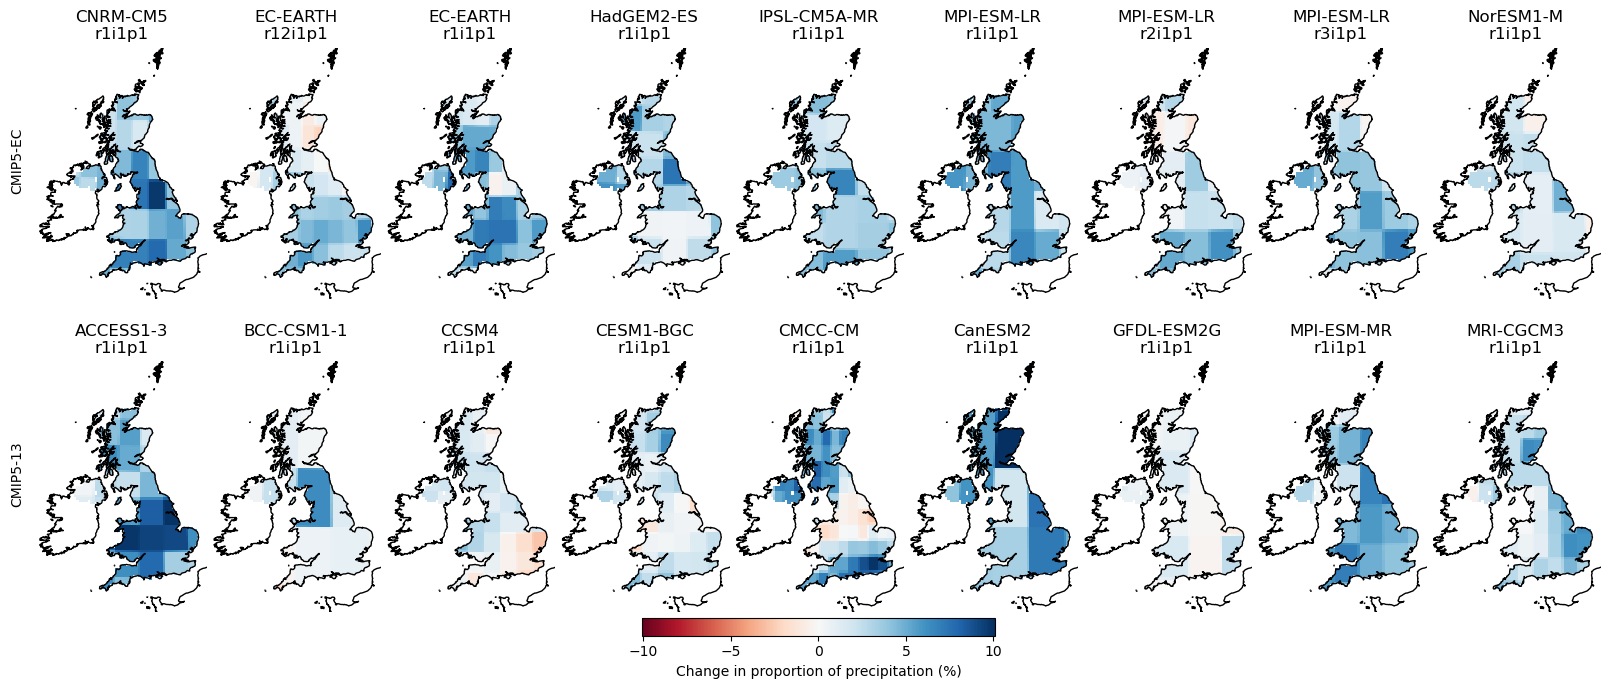 CNRM-CM5 EC-EARTH EC-EARTH HadGEM2-ES IPSL-CM5A-MR MPI-ESM-LR MPI-ESM-LR MPI-ESM-LR NorESM1-M
r1i1p1 r12i1p1 r1i1p1 r1i1p1 r1i1p1 r1i1p1 r2i1p1 r3i1p1 r1i1p1
CMIP5-EC
ACCESS1-3 BCC-CSM1-1 CCSM4 CESM1-BGC CMCC-CM CanESM2 GFDL-ESM2G MPI-ESM-MR MRI-CGCM3
r1i1p1 r1i1p1 r1i1p1 r1i1p1 r1i1p1 r1i1p1 r1i1p1 r1i1p1 r1i1p1
CMIP5-13
−10 −5 0 5 10
Change in proportion of precipitation (%)